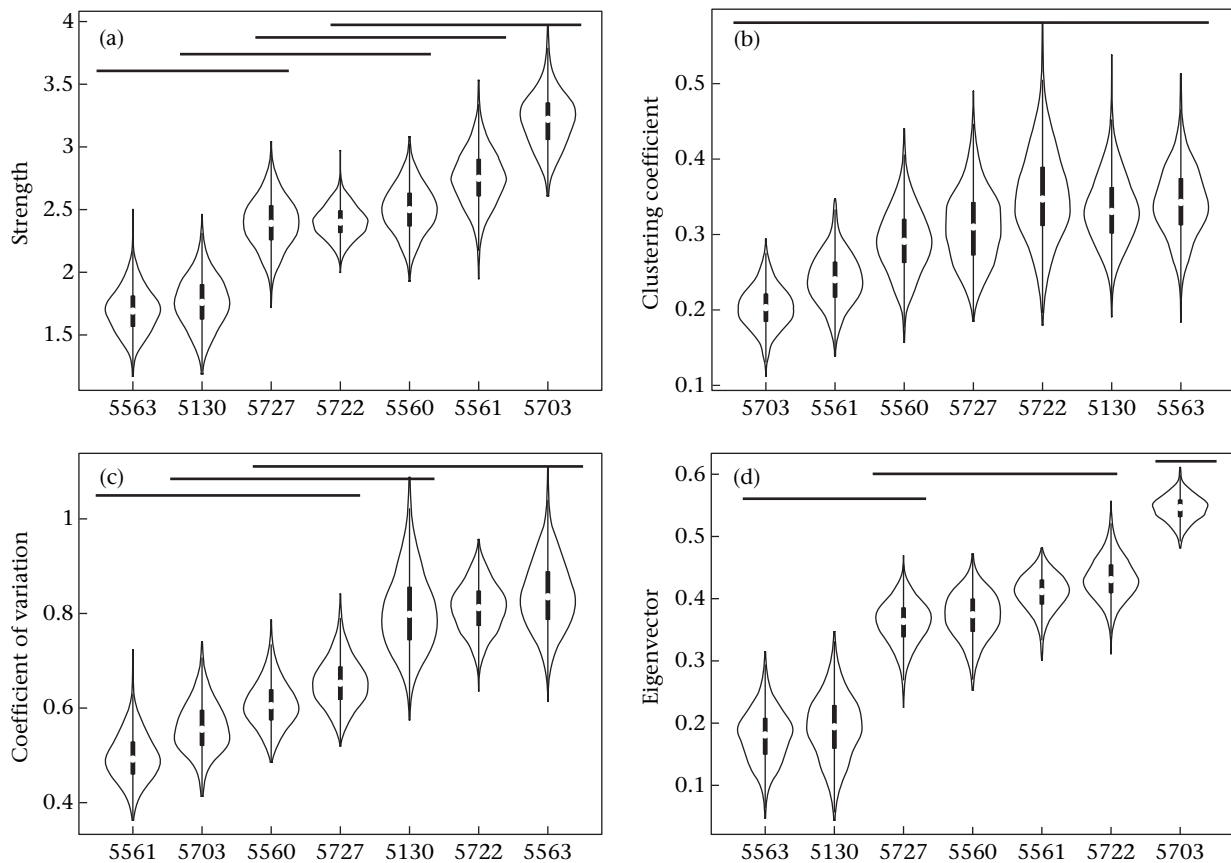 (a)
Strength
4
3.5
3
2.5
2
1.5
5563 5130 5727 5722 5560 5561 5703
(b)
Clustering coefficient
0.5
0.4
0.3
0.2
0.1
5703 5561 5560 5727 5722 5130 5563
(c)
Coefficient of variation
1
0.8
0.6
0.4
5561 5703 5560 5727 5130 5722 5563
(d)
Eigenvector
0.6
0.5
0.4
0.3
0.2
0.1
5563 5130 5727 5560 5561 5722 5703